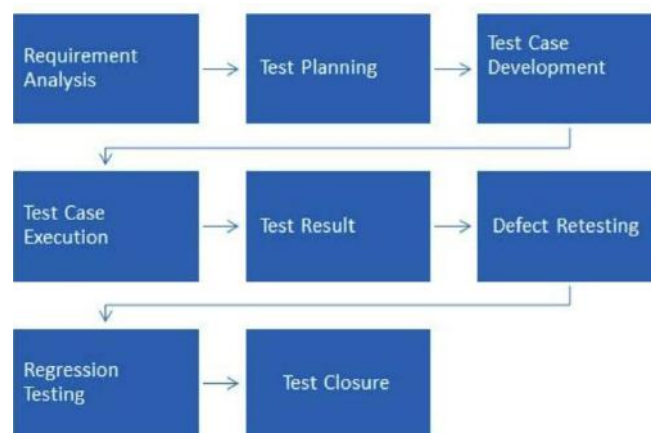 Requirement
Analysis
Test Planning
Test Case
Development
Test Case
Execution
Test Result
Defect Retesting
Regression
Testing
Test Closure